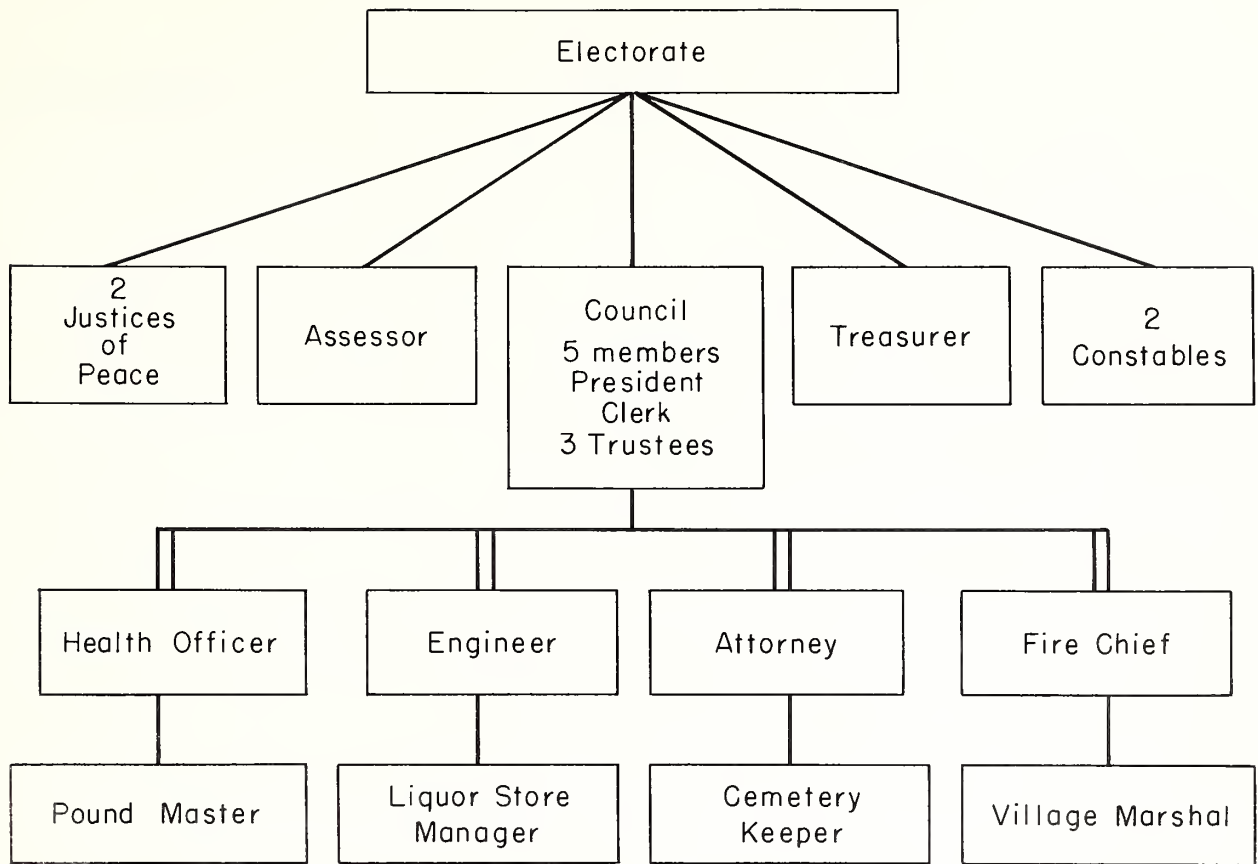 Electorate
2
Justices
of
Peace
Assessor
Council
5 members
President
Clerk
3 Trustees
Treasurer
2
Constables
Health Officer
Engineer
Attorney
Fire Chief
Pound Master
Liquor Store
Manager
Cemetery
Keeper
Village Marshal